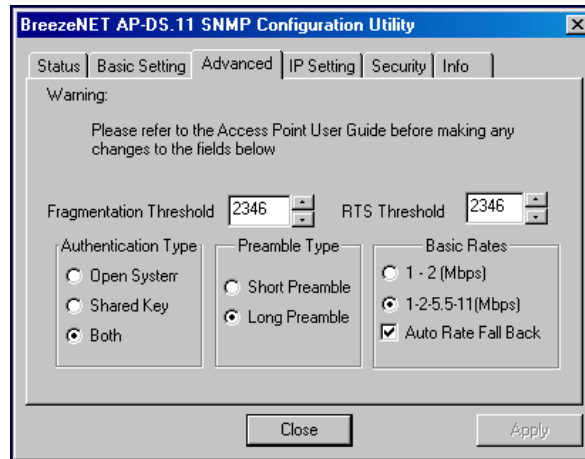 BreezeNET AP-DS.11 SNMP Configuration Utility
Status Basic Setting Advanced IP Setting Security Info
Warning:
Please refer to the Access Point User Guide before making any
changes to the fields below
Fragmentation Threshold 2346 RTS Threshold 2346
Authentication Type Preamble Type Basic Rates
Open Systerr
Shared Key
Both
Short Preamble
Long Preamble
1 - 2 (Mbps)
1-2-5.5-11(Mbps)
Auto Rate Fall Back
Close Apply